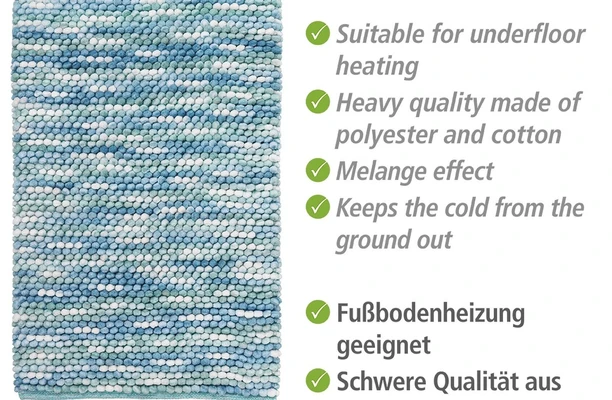 Suitable for underfloor
heating
Heavy quality made of
polyester and cotton
Melange effect
Keeps the cold from the
ground out
Fußbodenheizung
geeignet
Schwere Qualität aus